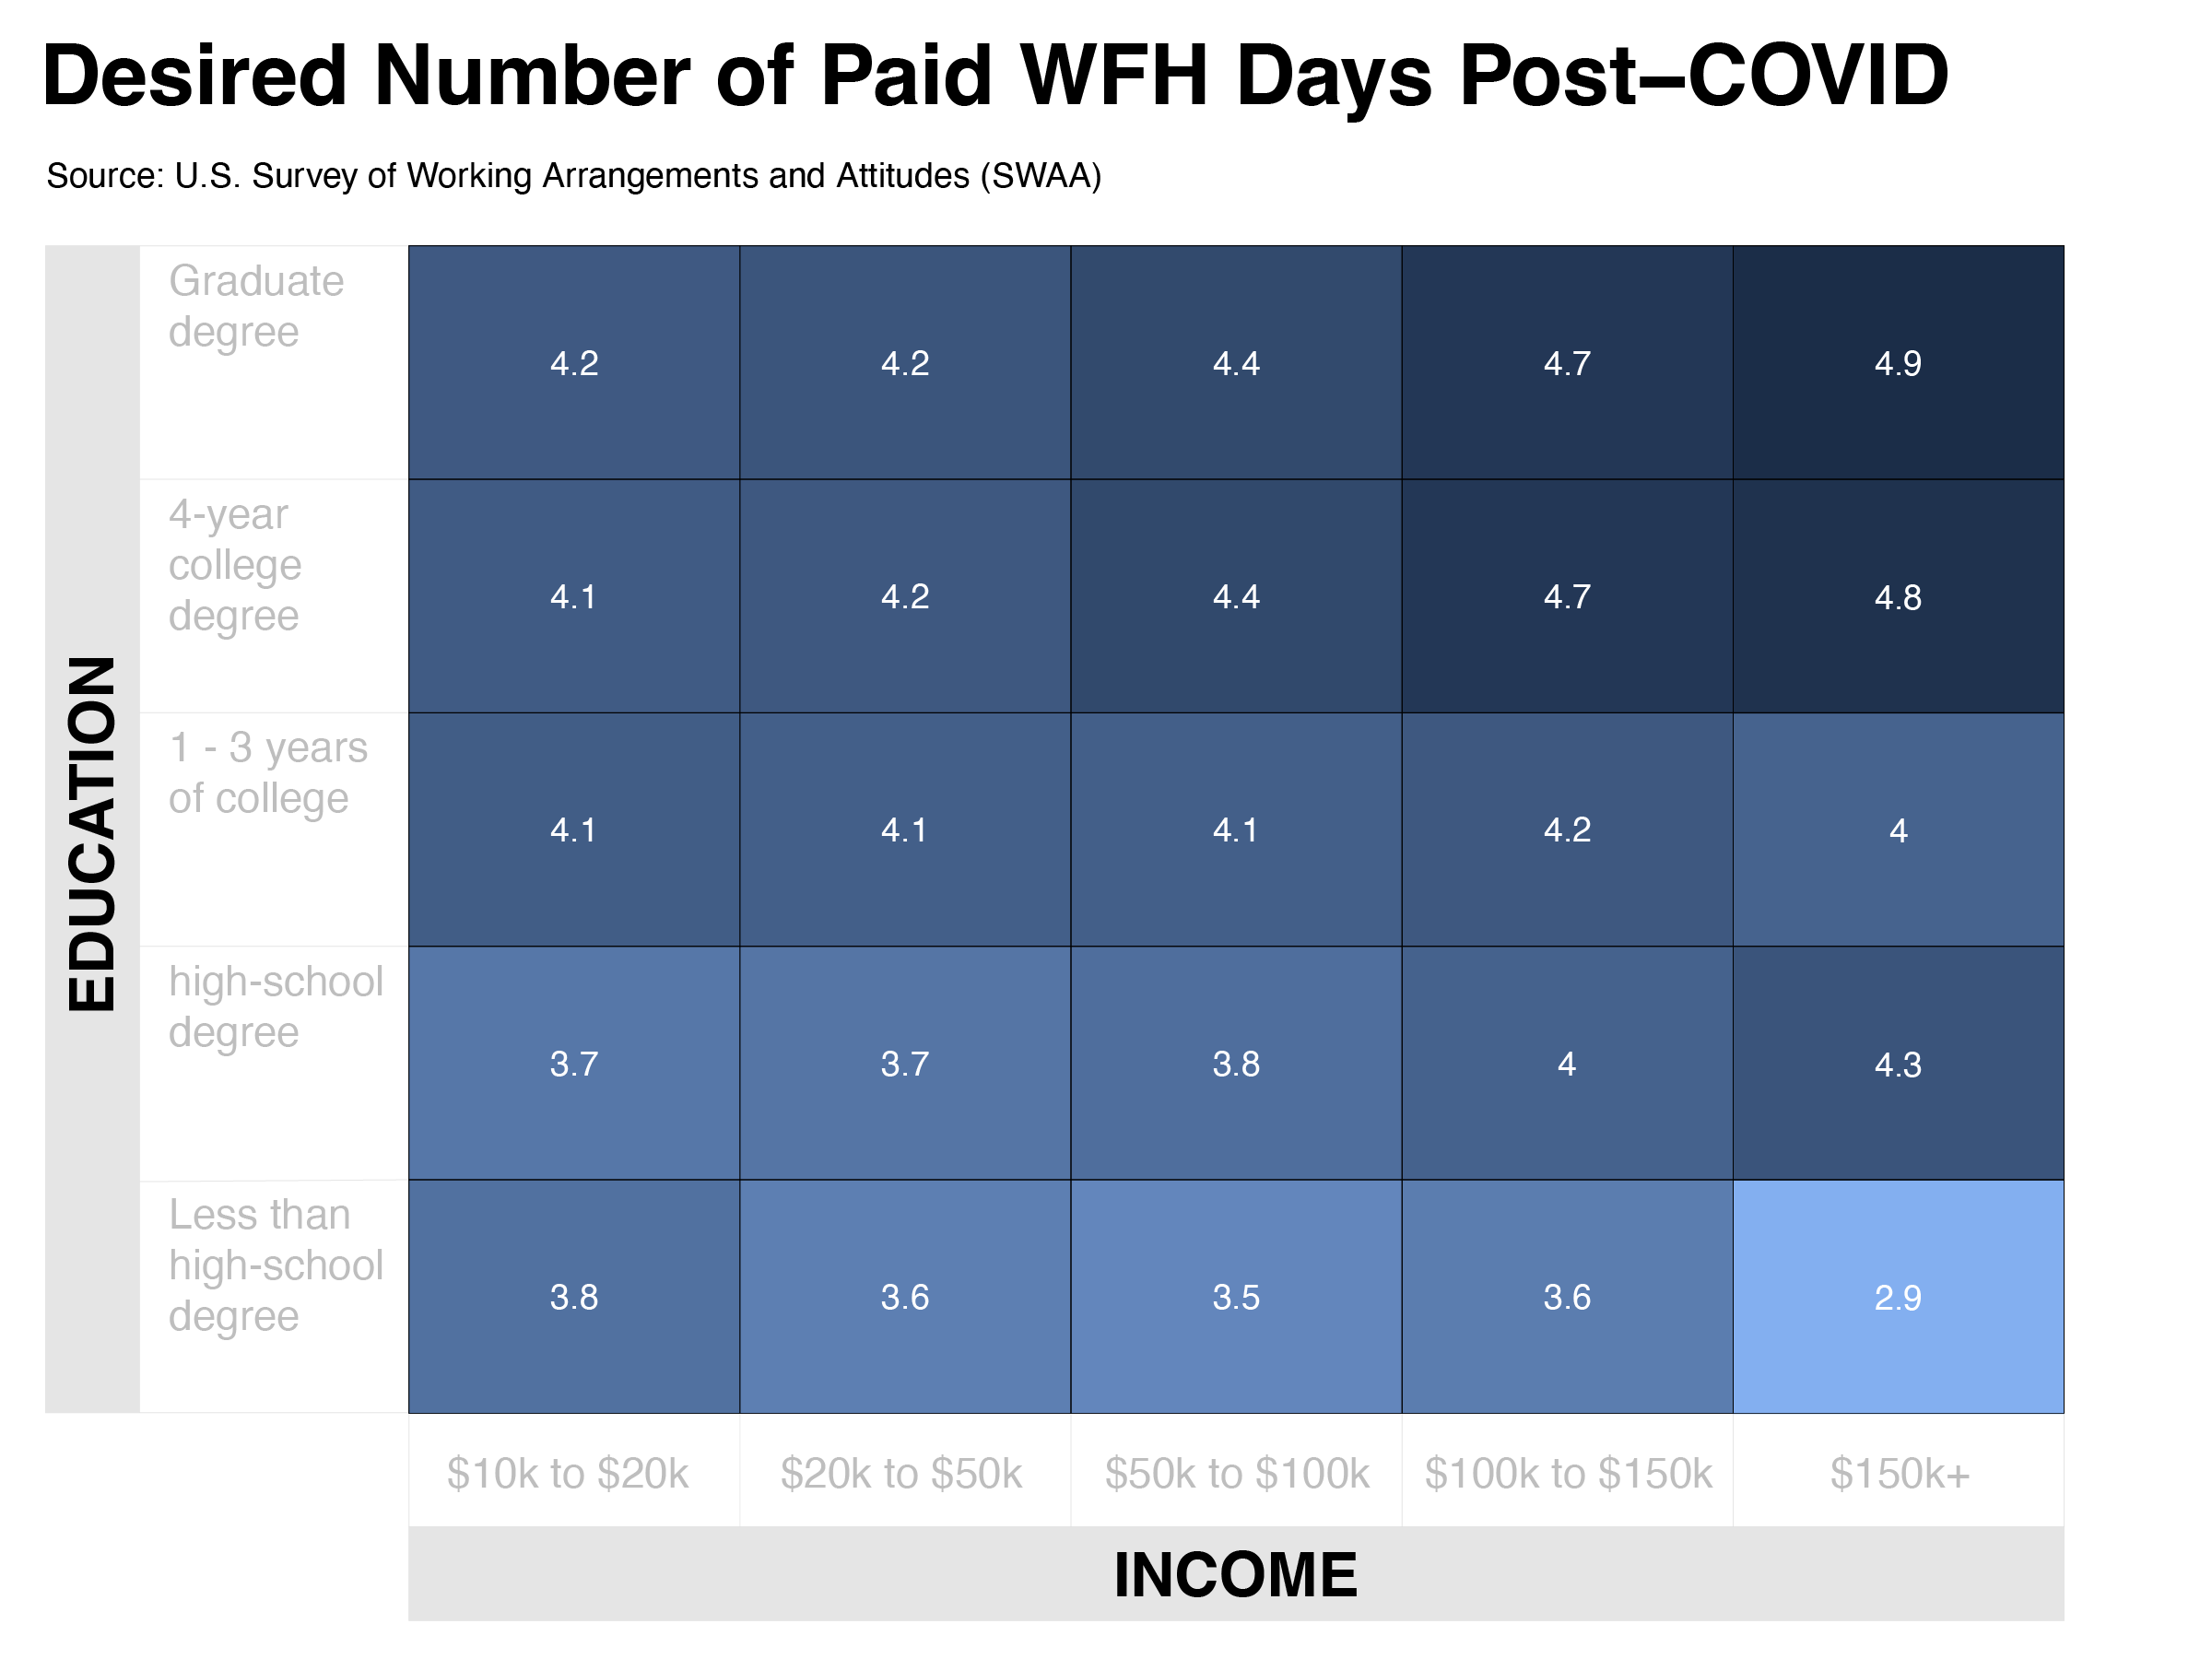 Desired Number of Paid WFH Days Post–COVID
Source: U.S. Survey of Working Arrangements and Attitudes (SWAA)
EDUCATION
Graduate
degree
4.2
4.2
4.4
4.7
4.9
4-year
college
degree
4.1
4.2
4.4
4.7
4.8
1 - 3 years
of college
4.1
4.1
4.1
4.2
4
high-school
degree
3.7
3.7
3.8
4
4.3
Less than
high-school
degree
3.8
3.6
3.5
3.6
2.9
$10k to $20k
$20k to $50k
$50k to $100k
$100k to $150k
$150k+
INCOME